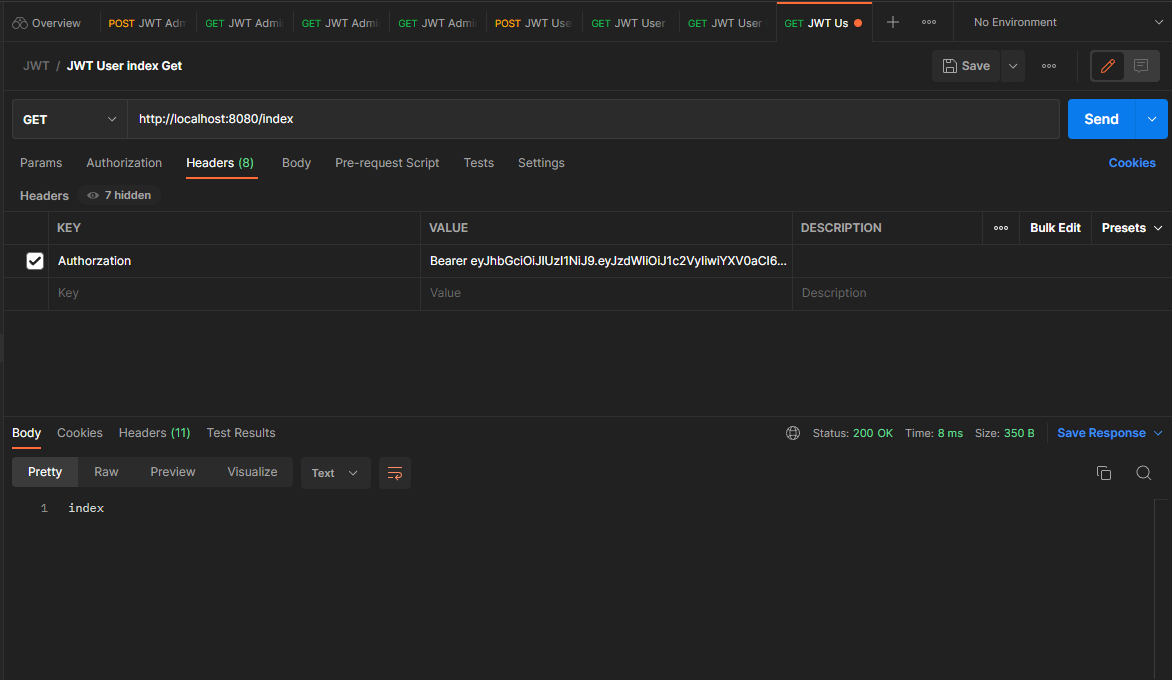 Overview POST JWT Adm GET JWT Admi GET JWT Admi GET JWT Admi POST JWT Use GET JWT User GET JWT User GET JWT Us No Environment
JWT / JWT User index Get Save
GET http://localhost:8080/index Send
Params Authorization Headers (8) Body Pre-request Script Tests Settings Cookies
Headers 7 hidden
KEY VALUE DESCRIPTION Bulk Edit Presets
Authorzation Bearer eyJhbGciOiJIUzI1NiJ9.eyJzdWIiOiJ1c2VyIiwiYXV0aCI6...
Key Value Description
Body Cookies Headers (11) Test Results Status: 200 OK Time: 8 ms Size: 350 B Save Response
Pretty Raw Preview Visualize Text
1 index